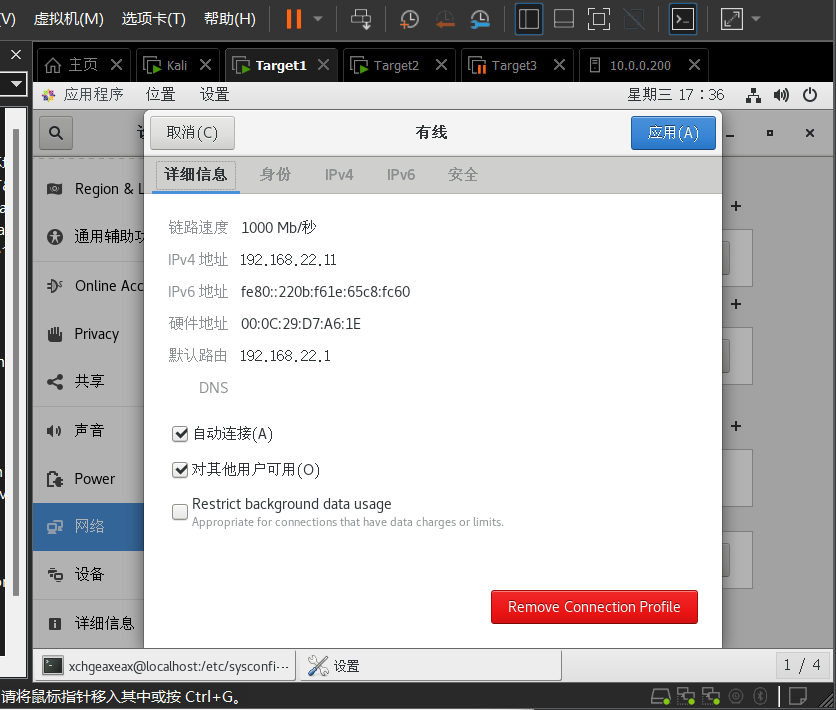 (V) 虚拟机(M) 选项卡(T) 帮助(H)
主页 Kali Target1 Target2 Target3 10.0.0.200
应用程序 位置 设置 星期三 17：36
取消(C) 有线 应用(A)
详细信息 身份 IPv4 IPv6 安全
Region & L
通用辅助功
Online Acc
Privacy
共享
声音
Power
网络
设备
详细信息
链路速度 1000 Mb/秒
IPv4 地址 192.168.22.11
IPv6 地址 fe80::220b:f61e:65c8:fc60
硬件地址 00:0C:29:D7:A6:1E
默认路由 192.168.22.1
DNS
自动连接(A)
对其他用户可用(O)
Restrict background data usage
Appropriate for connections that have data charges or limits.
Remove Connection Profile
xchgeaxeax@localhost:/etc/sysconfi··· 设置 1 / 4
请将鼠标指针移入其中或按 Ctrl+G。